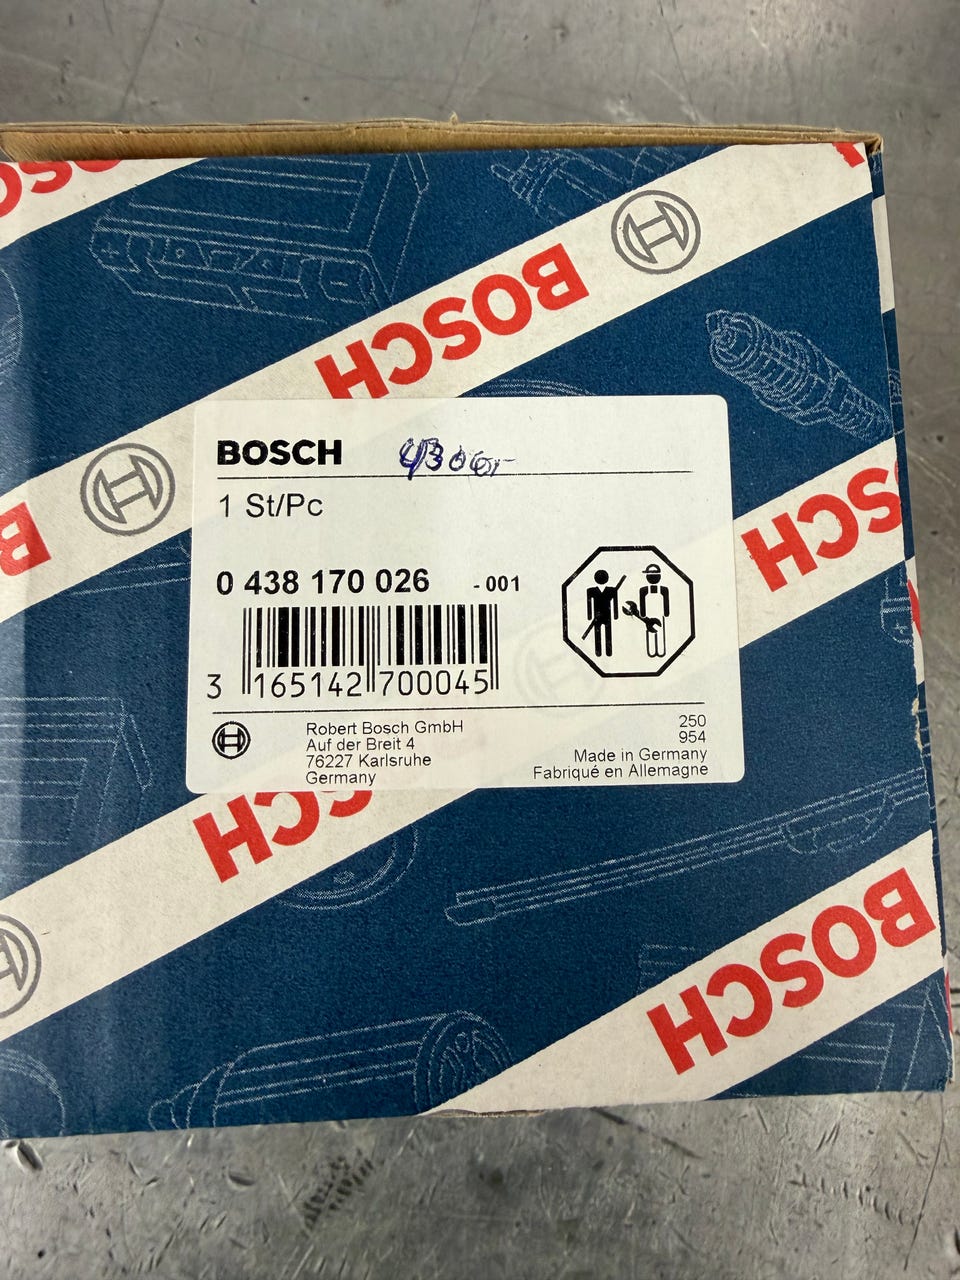 BOSCH
BOSCH
BOSCH
BOSCH
1 St/Pc
0 438 170 026 - 001
3 165142 700045
Robert Bosch GmbH
Auf der Breit 4
76227 Karlsruhe
Germany
250
954
Made in Germany
Fabriqué en Allemagne
BOSCH